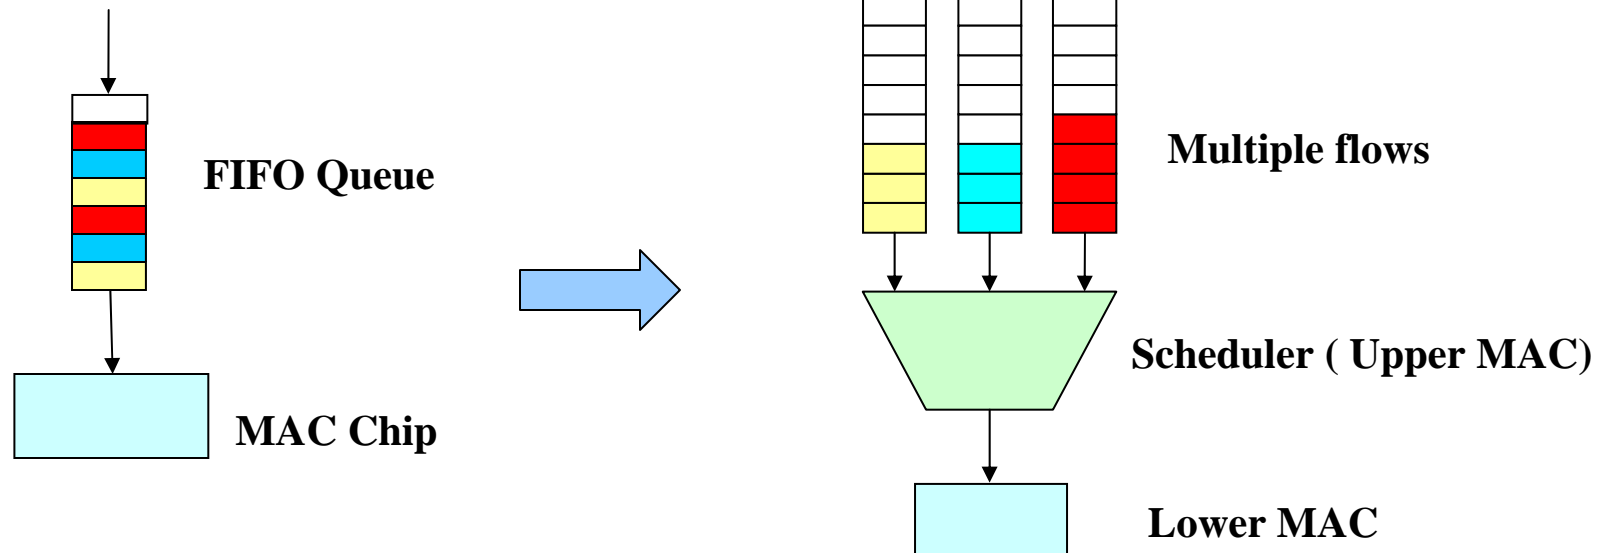 FIFO Queue
MAC Chip
Multiple flows
Scheduler ( Upper MAC)
Lower MAC